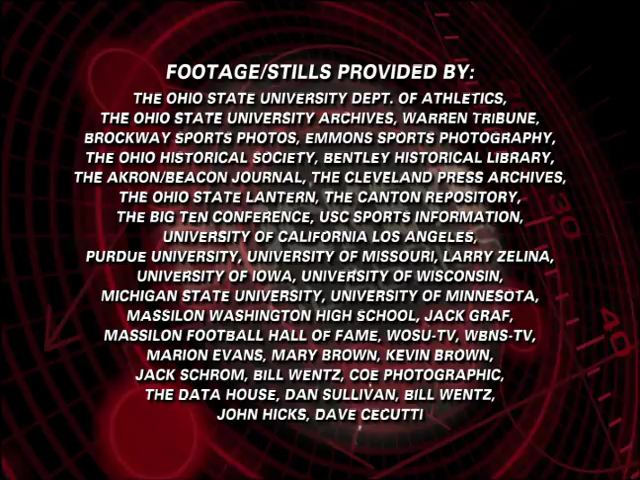 FOOTAGE/STILLS PROVIDED BY:
THE OHIO STATE UNIVERSITY DEPT. OF ATHLETICS,
THE OHIO STATE UNIVERSITY ARCHIVES, WARREN TRIBUNE,
BROCKWAY SPORTS PHOTOS, EMMONS SPORTS PHOTOGRAPHY,
THE OHIO HISTORICAL SOCIETY, BENTLEY HISTORICAL LIBRARY,
THE AKRON/BEACON JOURNAL, THE CLEVELAND PRESS ARCHIVES,
THE OHIO STATE LANTERN, THE CANTON REPOSITORY,
THE BIG TEN CONFERENCE, USC SPORTS INFORMATION,
UNIVERSITY OF CALIFORNIA LOS ANGELES,
PURDUE UNIVERSITY, UNIVERSITY OF MISSOURI, LARRY ZELINA,
UNIVERSITY OF IOWA, UNIVERSITY OF WISCONSIN,
MICHIGAN STATE UNIVERSITY, UNIVERSITY OF MINNESOTA,
MASSILON WASHINGTON HIGH SCHOOL, JACK GRAF,
MASSILON FOOTBALL HALL OF FAME, WOSU-TV, WBNS-TV,
MARION EVANS, MARY BROWN, KEVIN BROWN,
JACK SCHROM, BILL WENTZ, COE PHOTOGRAPHIC,
THE DATA HOUSE, DAN SULLIVAN, BILL WENTZ,
JOHN HICKS, DAVE CECUTTI
30
40